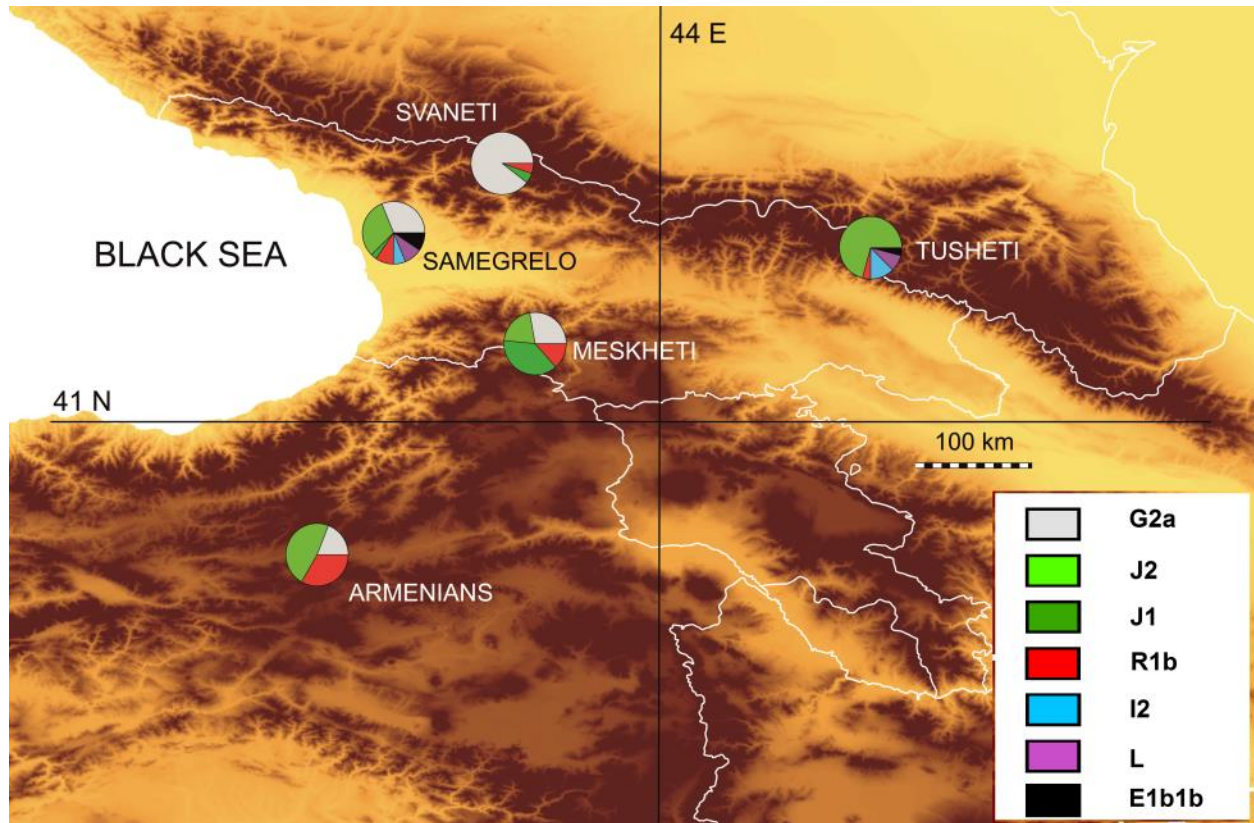 44 E
SVANETI
BLACK SEA
SAMEGRELO
TUSHETI
MESKHETI
41 N
100 km
ARMENIANS
G2a
J2
J1
R1b
I2
L
E1b1b